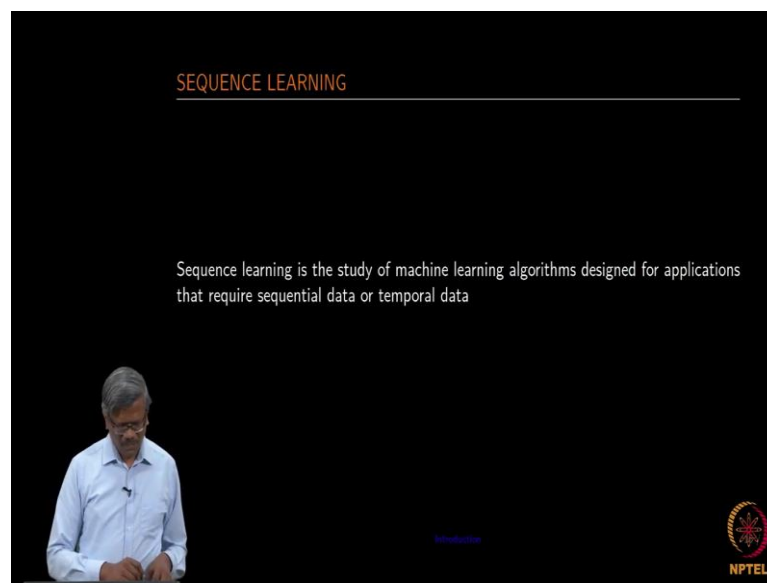 SEQUENCE LEARNING
Sequence learning is the study of machine learning algorithms designed for applications
that require sequential data or temporal data
NPTEL